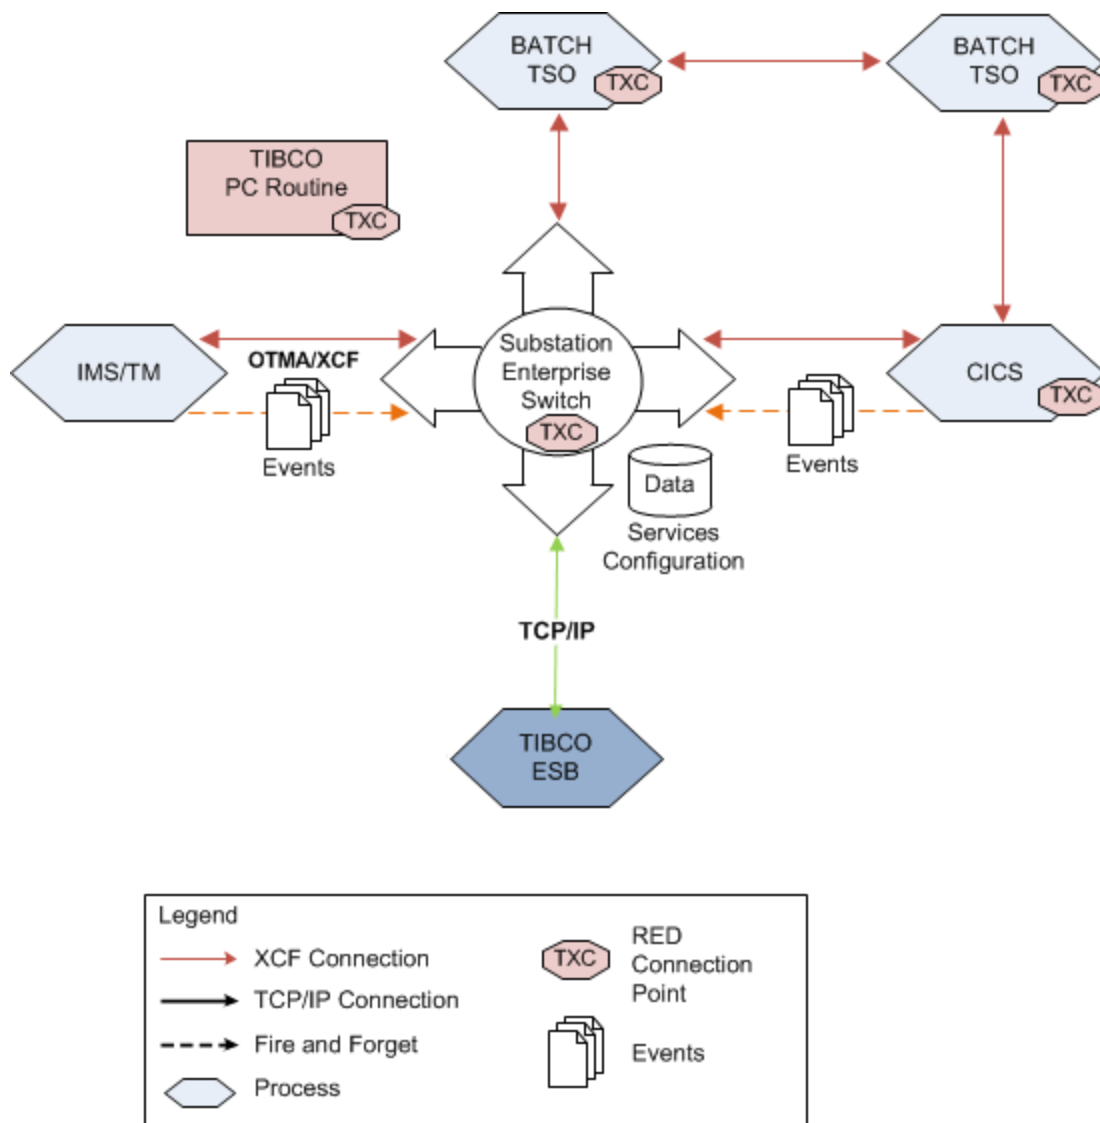 BATCH
TSO
TXC
BATCH
TSO
TXC
TIBCO
PC Routine
TXC
IMS/TM
OTMA/XCF
Events
Substation
Enterprise
Switch
TXC
Events
CICS
TXC
Data
Services
Configuration
TCP/IP
TIBCO
ESB
Legend
XCF Connection
TCP/IP Connection
Fire and Forget
Process
TXC
RED
Connection
Point
Events